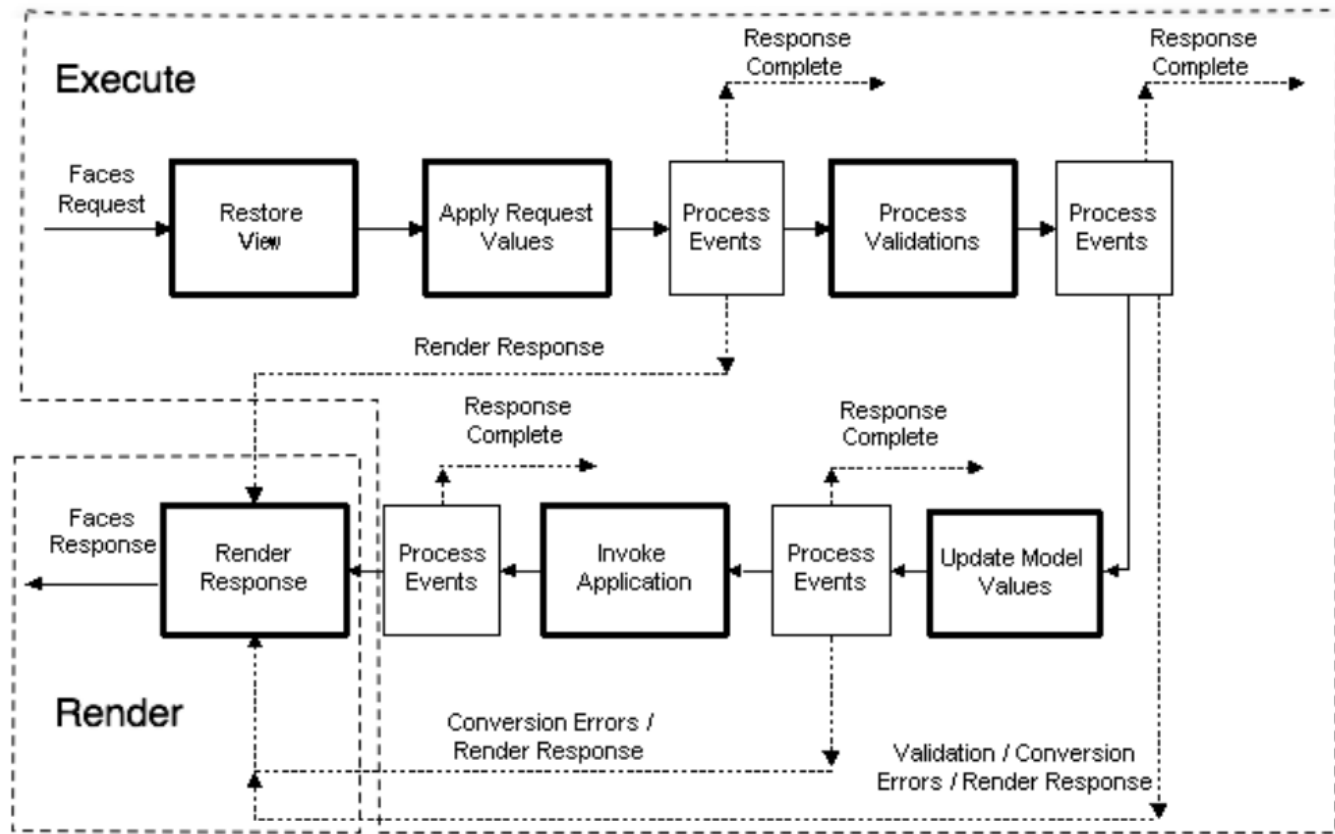 Execute
Response
Complete
Response
Complete
Faces
Request
Restore
View
Apply Request
Values
Process
Events
Process
Validations
Process
Events
Render Response
Response
Complete
Response
Complete
Faces
Response
Render
Response
Process
Events
Invoke
Application
Process
Events
Update Model
Values
Render
Conversion Errors /
Render Response
Validation / Conversion
Errors / Render Response